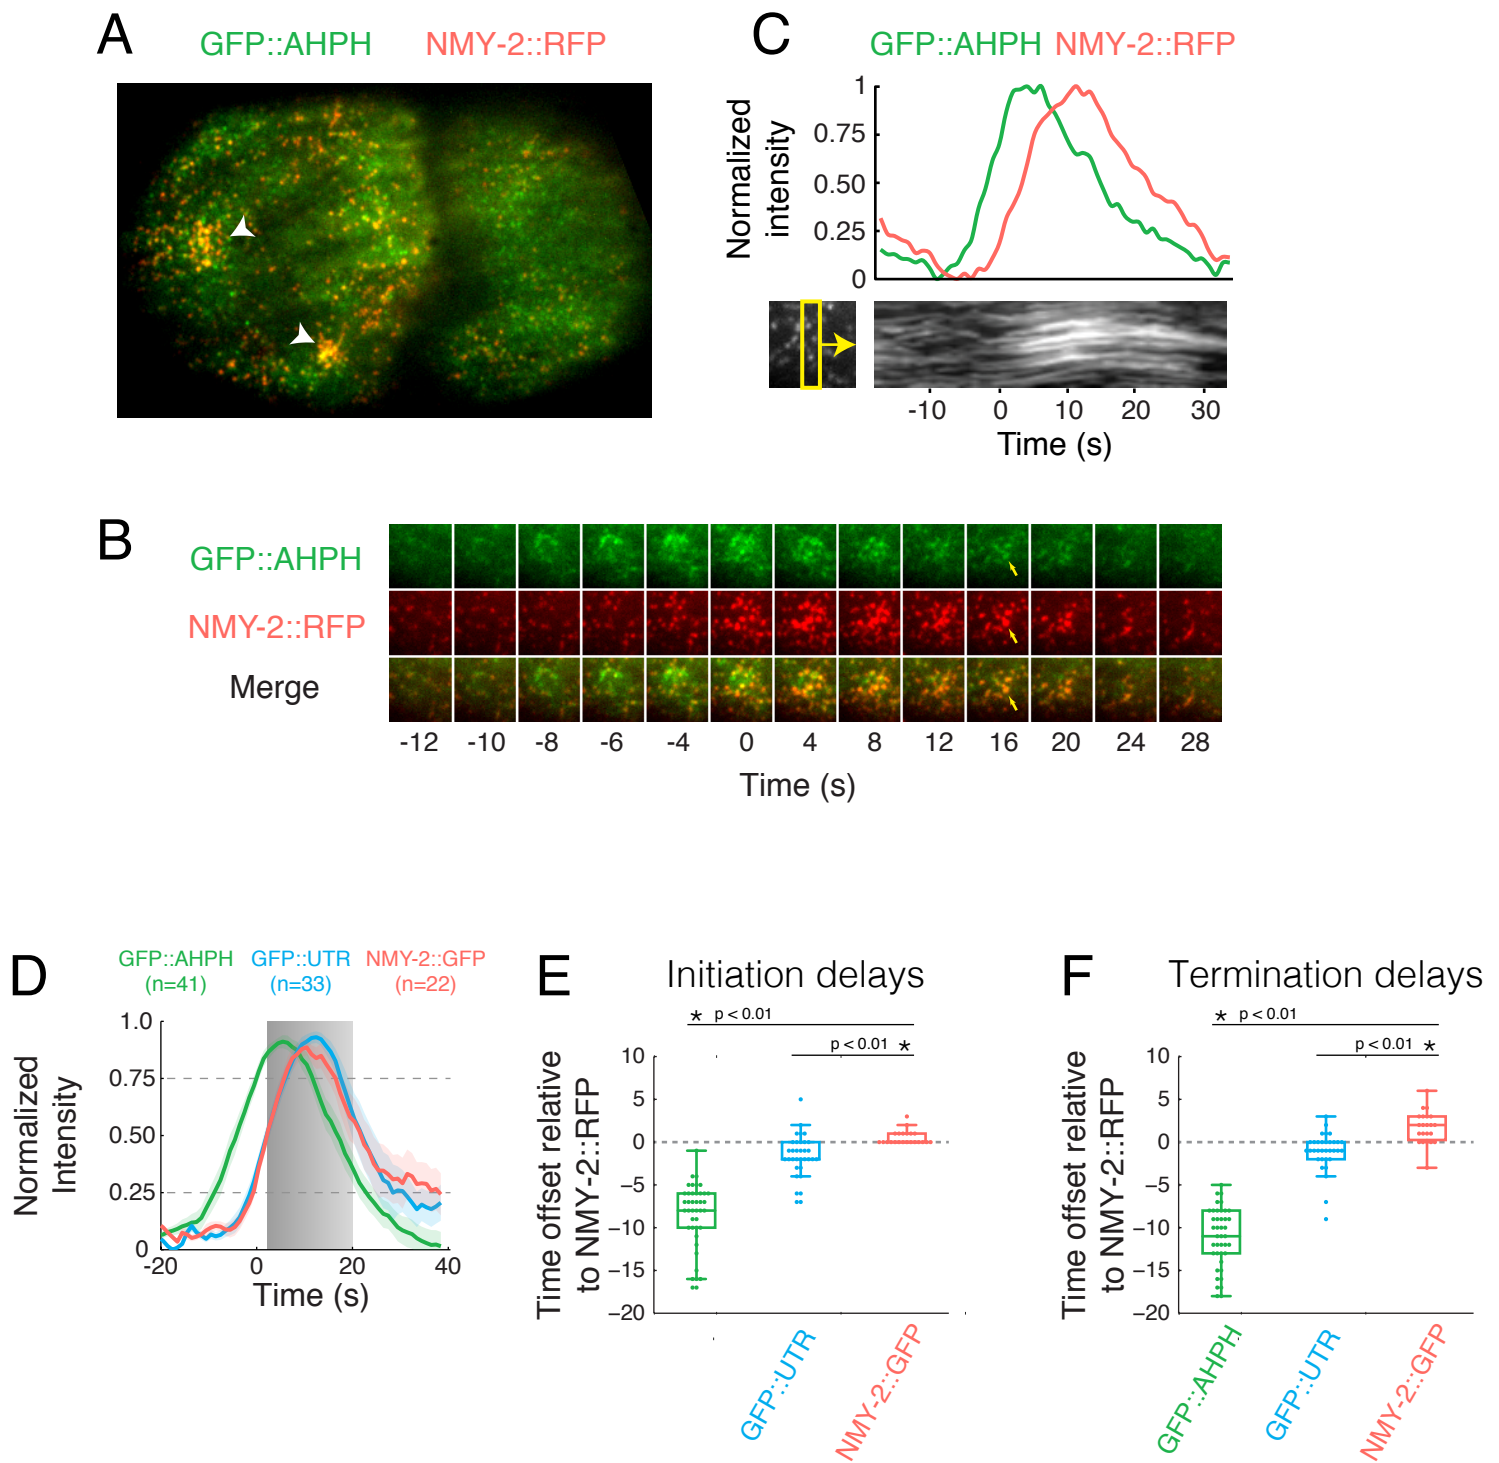 A
GFP::AHPH NMY-2::RFP
C
GFP::AHPH NMY-2::RFP
Normalized
intensity
1
0.75
0.50
0.25
0
-10 0 10 20 30
Time (s)
B
GFP::AHPH
NMY-2::RFP
Merge
-12 -10 -8 -6 -4 0 4 8 12 16 20 24 28
Time (s)
D
GFP::AHPH GFP::UTR NMY-2::GFP
(n=41) (n=33) (n=22)
Normalized
Intensity
1.0
0.75
0.50
0.25
0
-20 0 20 40
Time (s)
E
Initiation delays
* p < 0.01
p < 0.01 *
Time offset relative
to NMY-2::RFP
10
5
0
−5
−10
−15
−20
GFP::UTR
NMY-2::GFP
F
Termination delays
* p < 0.01
p < 0.01 *
Time offset relative
to NMY-2::RFP
10
5
0
−5
−10
−15
−20
GFP::AHPH
GFP::UTR
NMY-2::GFP